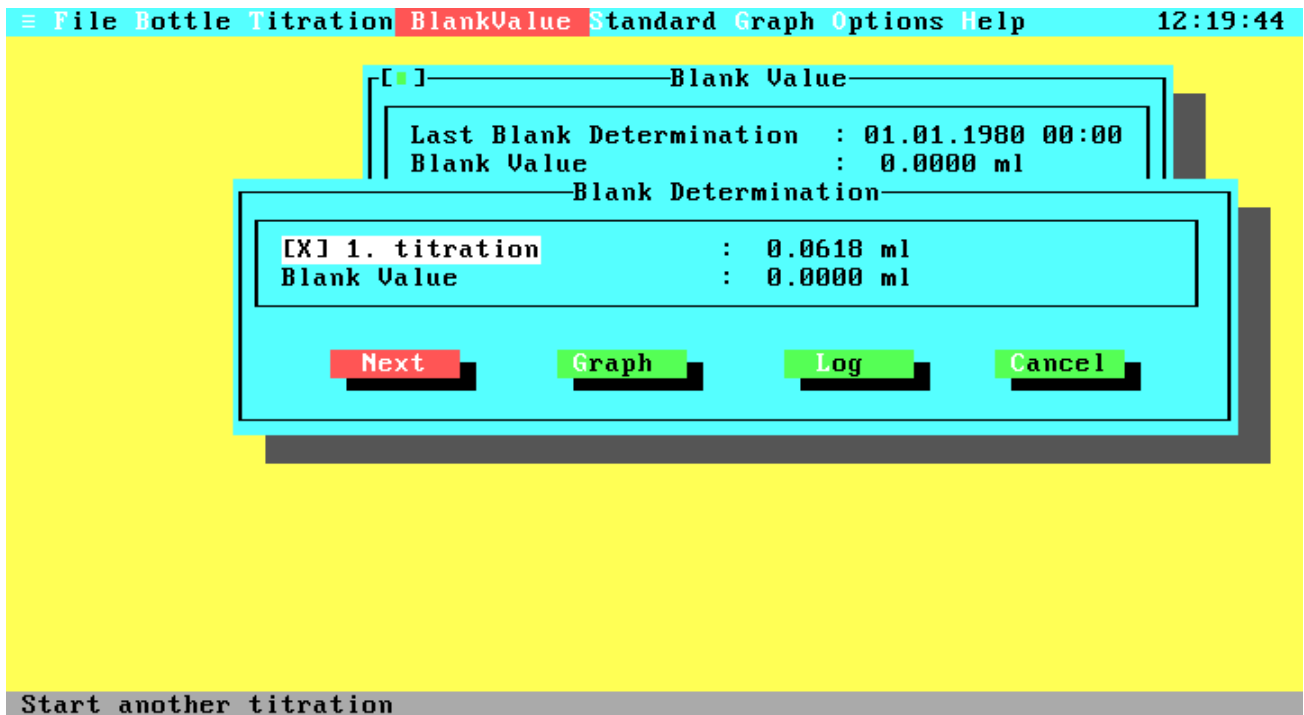 ≡ File Bottle Titration BlankValue Standard Graph Options Help 12:19:44
[■] Blank Value
Last Blank Determination : 01.01.1980 00:00
Blank Value : 0.0000 ml
Blank Determination
[X] 1. titration : 0.0618 ml
Blank Value : 0.0000 ml
Next Graph Log Cancel
Start another titration